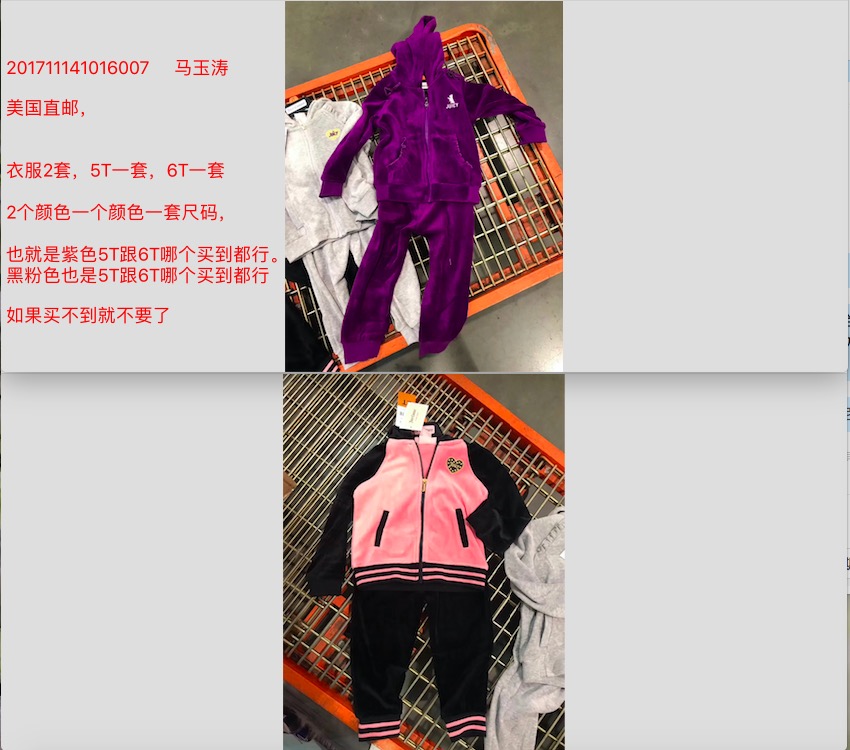 201711141016007 马玉涛
美国直邮，
衣服2套，5T一套，6T一套
2个颜色一个颜色一套尺码，
也就是紫色5T跟6T哪个买到都行。
黑粉色也是5T跟6T哪个买到都行
如果买不到就不要了
JUICY